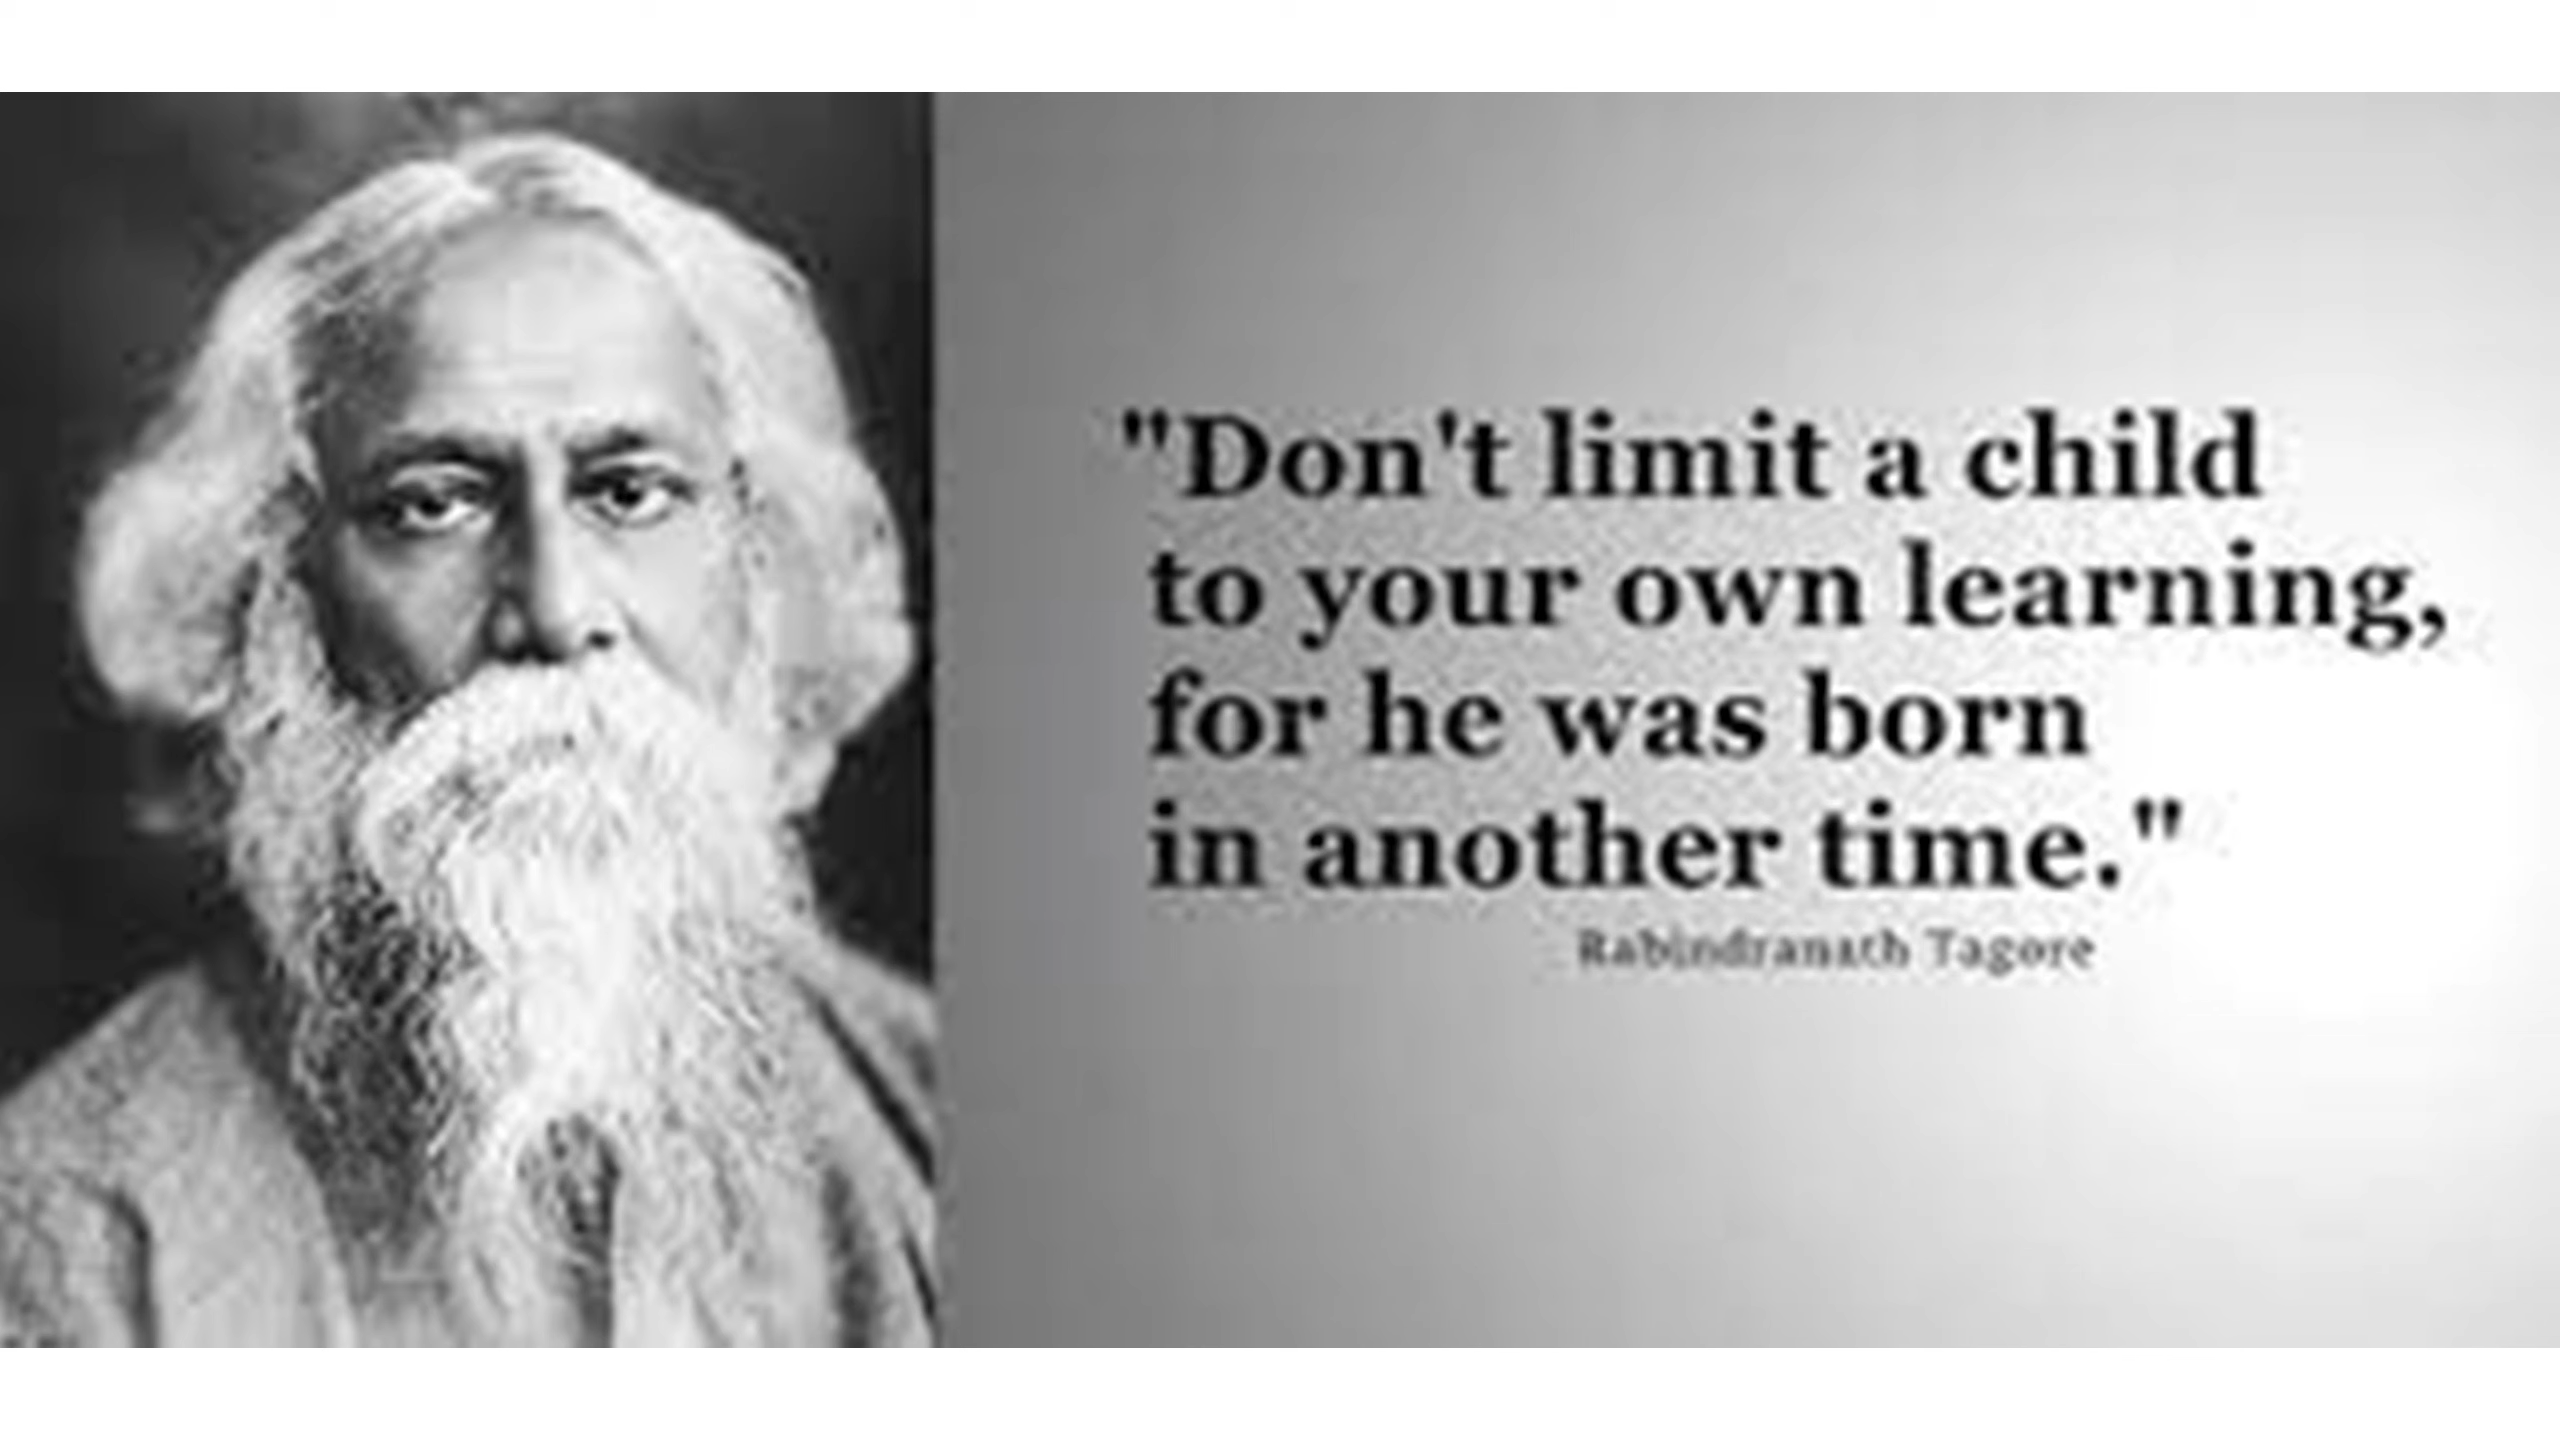 "Don't limit a child
to your own learning,
for he was born
in another time."
Rabindranath Tagore